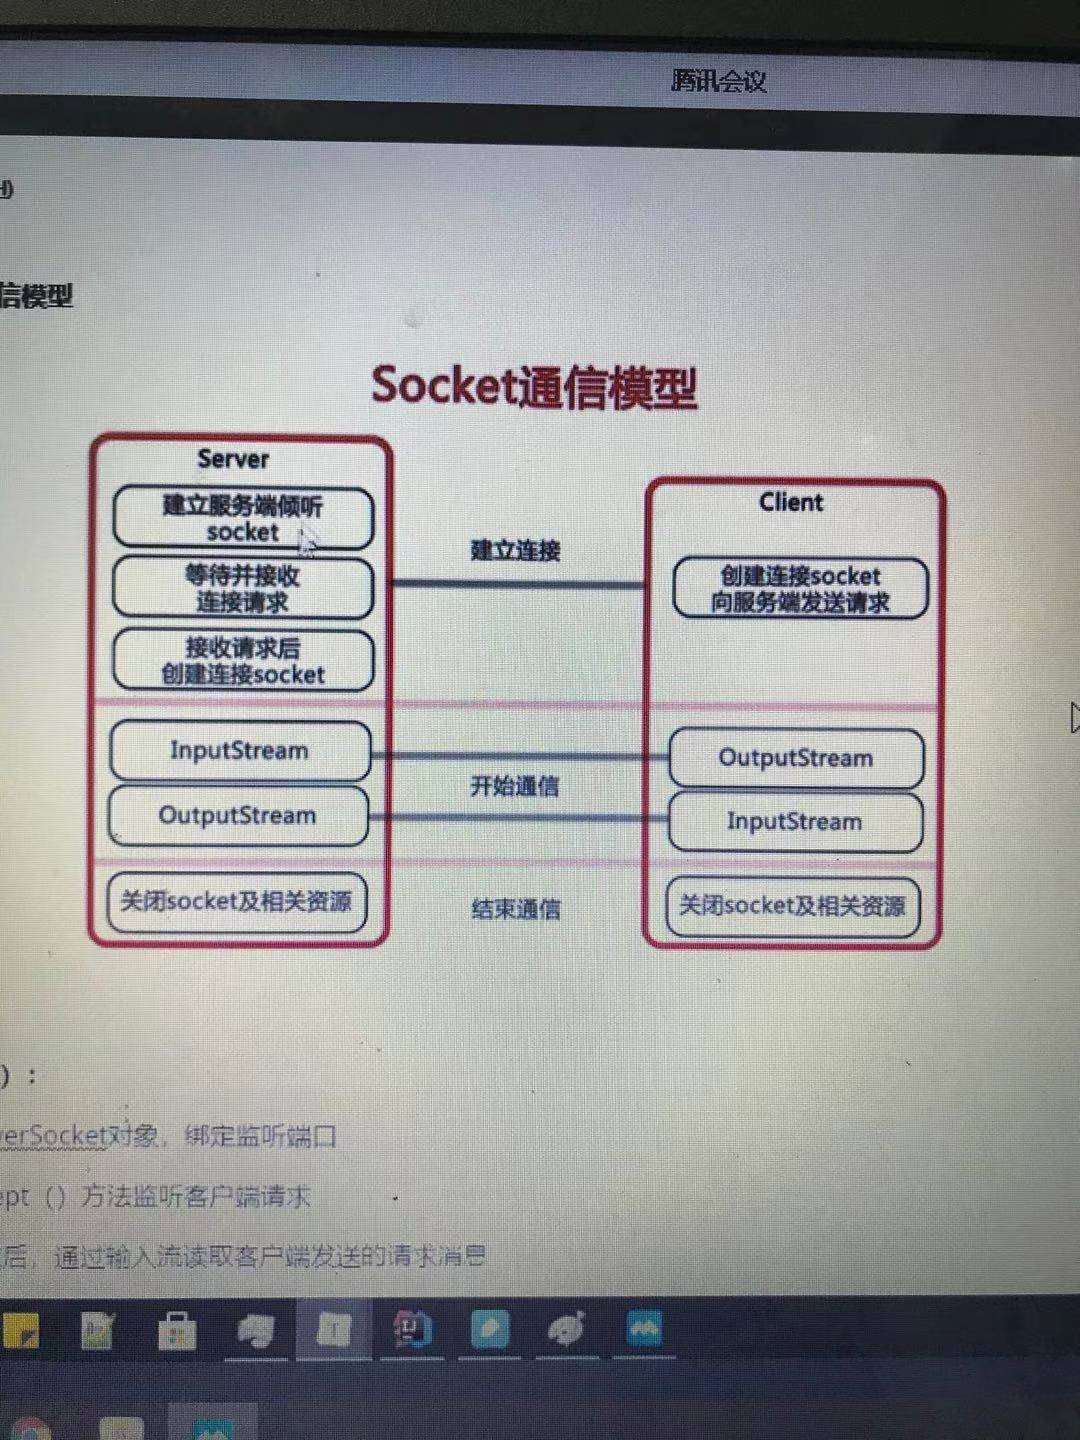 腾讯会议
H)
信模型
Socket通信模型
Server
建立服务端倾听
socket
等待并接收
连接请求
接收请求后
创建连接socket
建立连接
Client
创建连接socket
向服务端发送请求
InputStream
OutputStream
开始通信
OutputStream
InputStream
关闭socket及相关资源
结束通信
关闭socket及相关资源
) :
verSocket对象，绑定监听端口
ept（）方法监听客户端请求
后，通过输入流读取客户端发送的请求消息